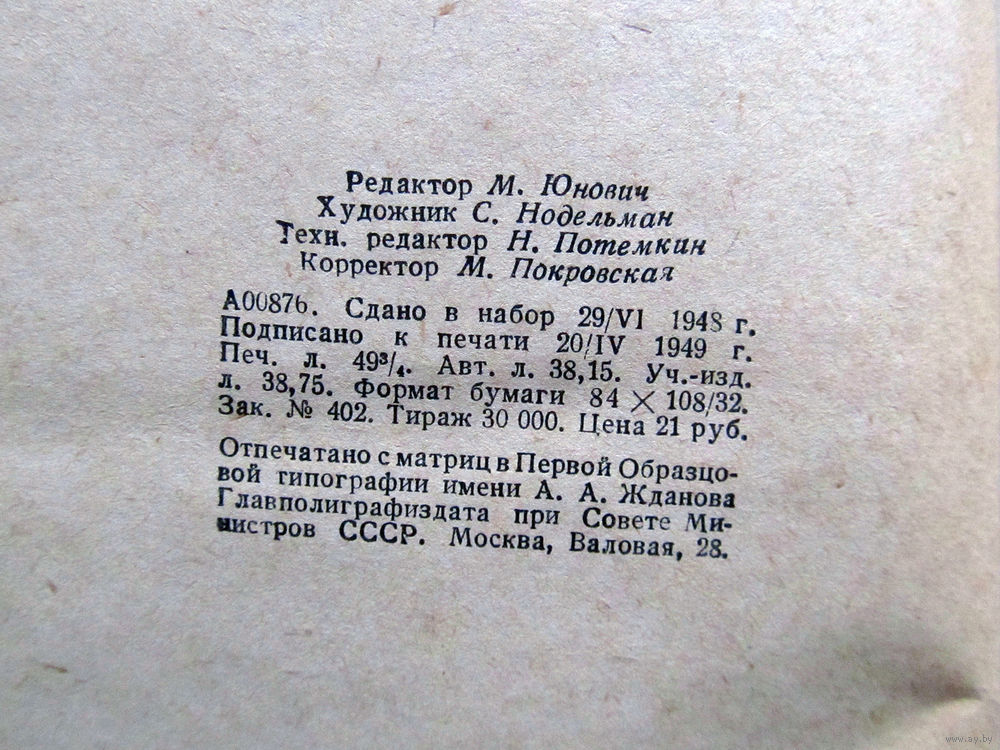 Редактор М. Юнович
Художник С. Нодельман
Техн. редактор Н. Потемкин
Корректор М. Покровская
А00876. Сдано в набор 29/VI 1948 г.
Подписано к печати 20/IV 1949 г.
Печ. л. 49³/₄. Авт. л. 38,15. Уч.-изд.
л. 38,75. Формат бумаги 84 × 108/32.
Зак. № 402. Тираж 30 000. Цена 21 руб.
Отпечатано с матриц в Первой Образцо-
вой типографии имени А. А. Жданова
Главполиграфиздата при Совете Ми-
нистров СССР. Москва, Валовая, 28.
www.ay.by